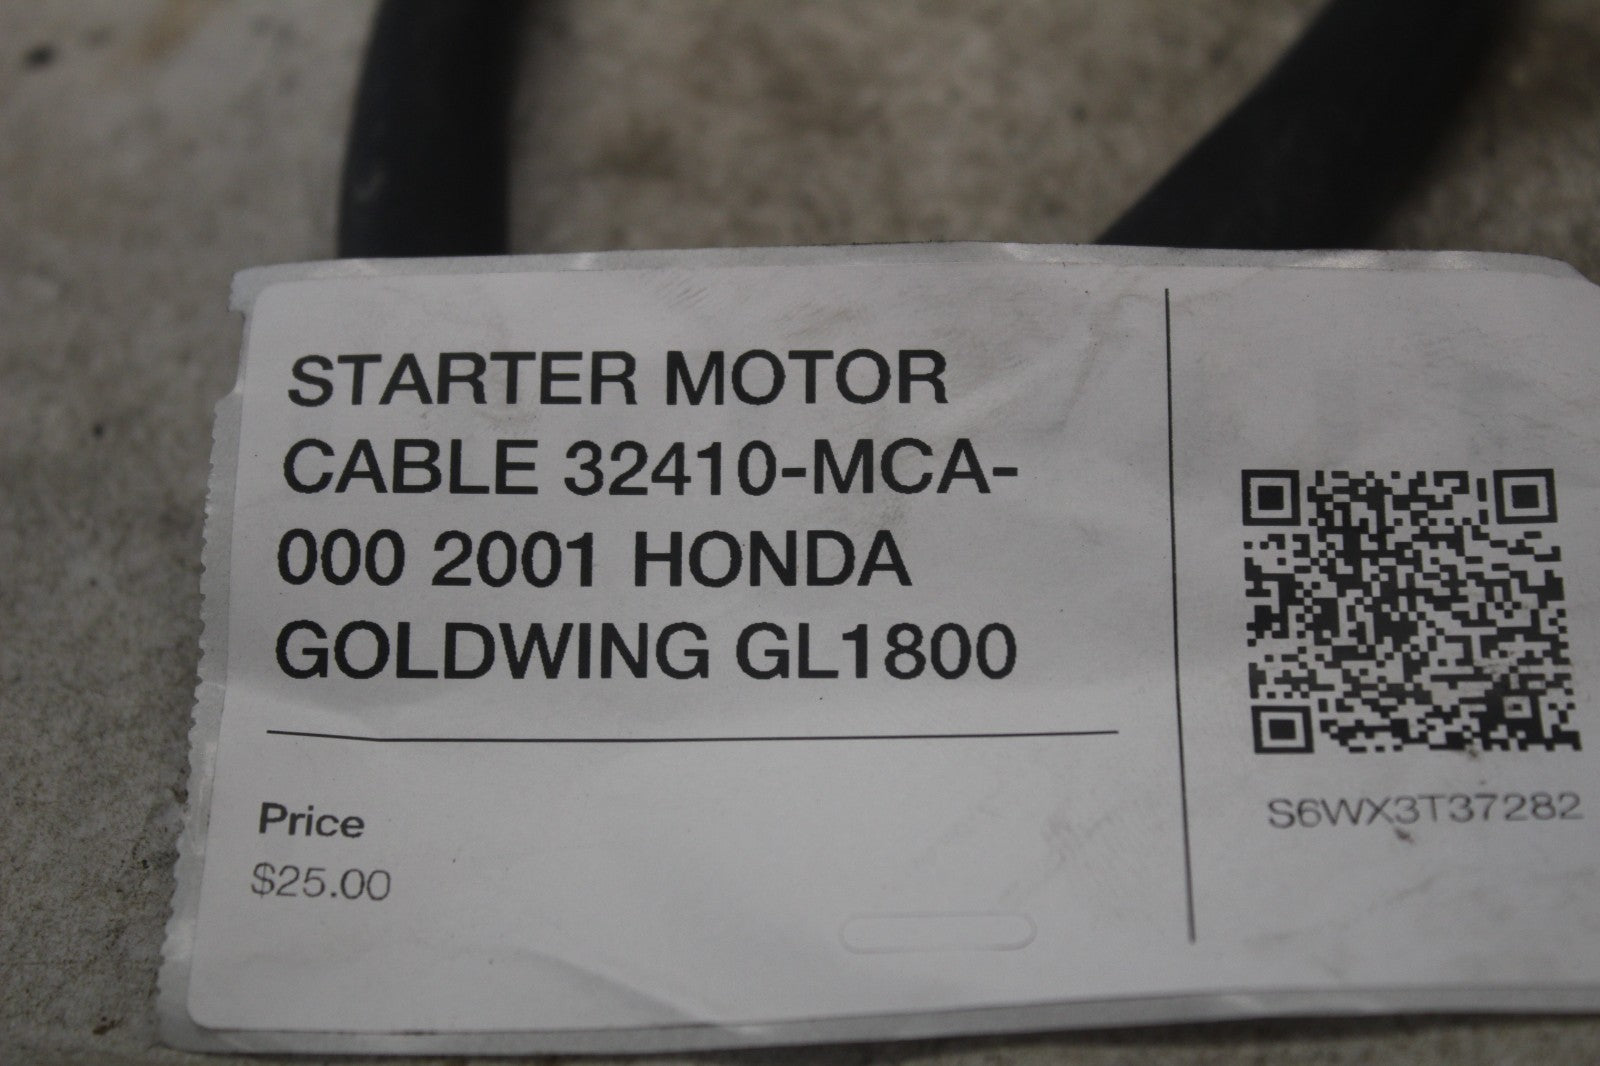 STARTER MOTOR
CABLE 32410-MCA-
000 2001 HONDA
GOLDWING GL1800
Price
$25.00
S6WX3T37282